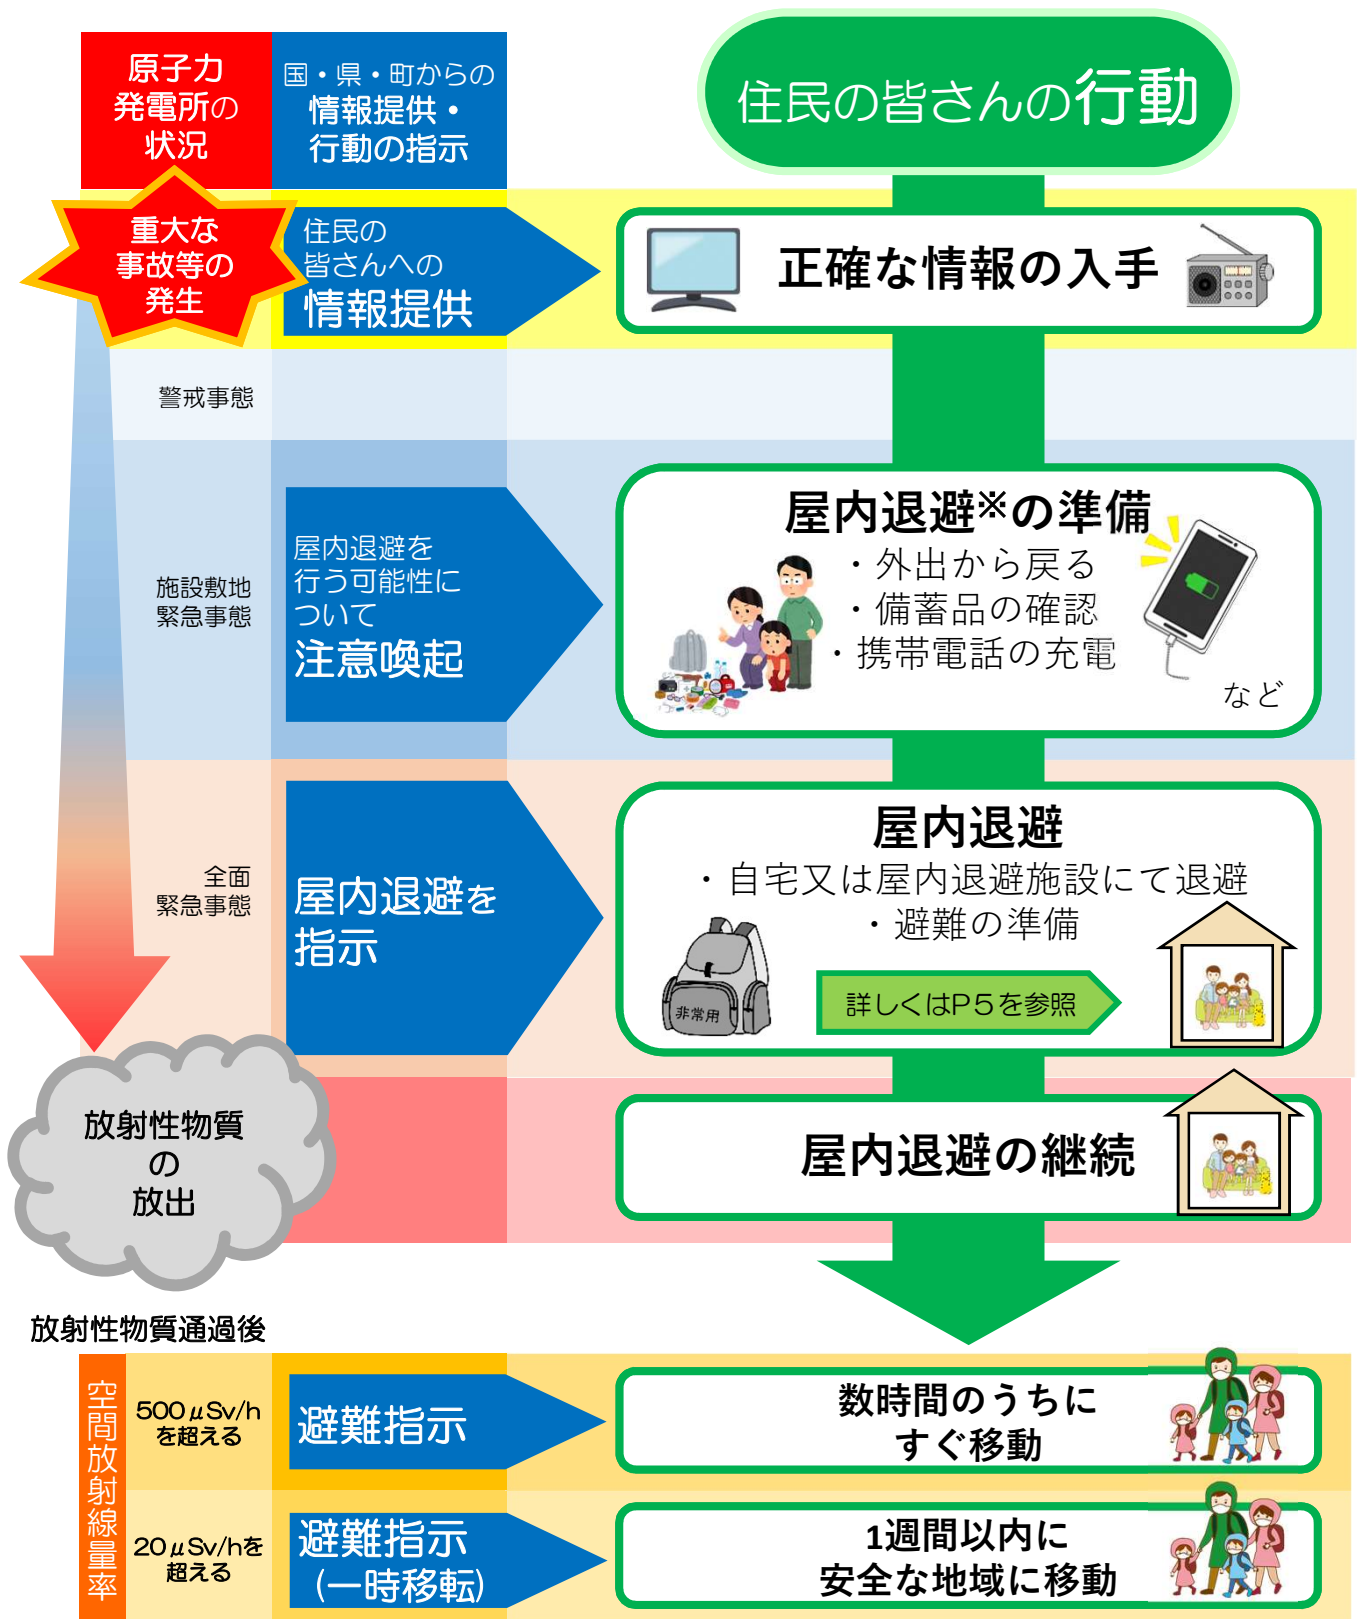 原子力
発電所の
状況
国・県・町からの
情報提供・
行動の指示
住民の皆さんの行動
重大な
事故等の
発生
住民の
皆さんへの
情報提供
正確な情報の入手
警戒事態
施設敷地
緊急事態
屋内退避を
行う可能性に
ついて
注意喚起
屋内退避※の準備
・外出から戻る
・備蓄品の確認
・携帯電話の充電
など
全面
緊急事態
屋内退避を
指示
屋内退避
・自宅又は屋内退避施設にて退避
・避難の準備
非常用
詳しくはP5を参照
放射性物質
の
放出
屋内退避の継続
放射性物質通過後
空間放射線量率
500μSv/h
を超える
避難指示
数時間のうちに
すぐ移動
20μSv/hを
超える
避難指示
(一時移転)
1週間以内に
安全な地域に移動